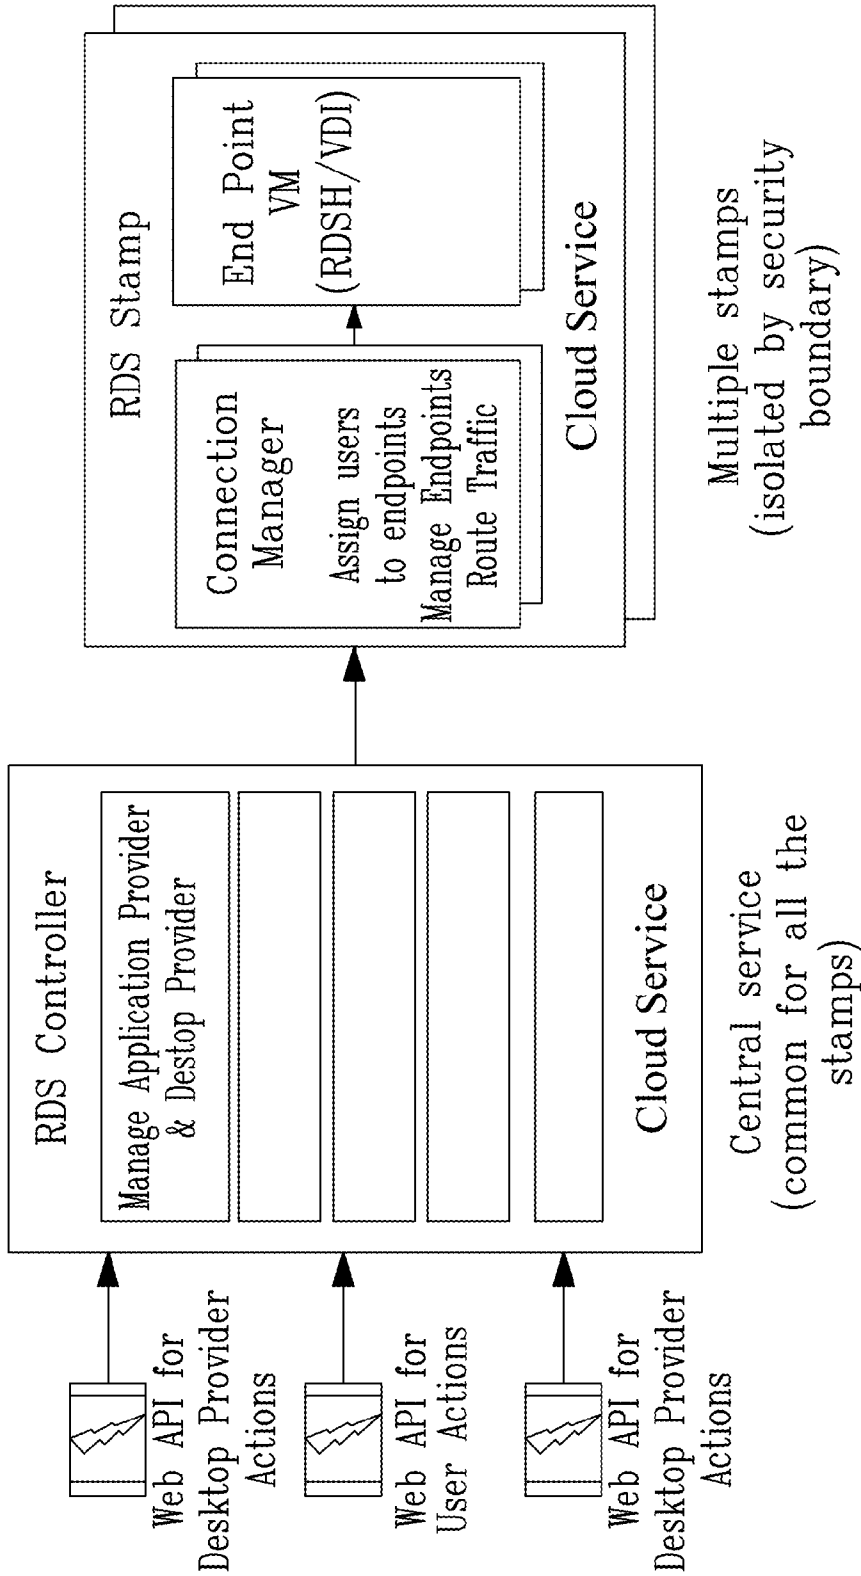 Web API for
Desktop Provider
Actions
Web API for
User Actions
Web API for
Desktop Provider
Actions
RDS Controller
Manage Application Provider
& Destop Provider
Cloud Service
Central service
(common for all the
stamps)
RDS Stamp
Connection
Manager
Assign users
to endpoints
Manage Endpoints
Route Traffic
End Point
VM
(RDSH/VDI)
Cloud Service
Multiple stamps
(isolated by security
boundary)